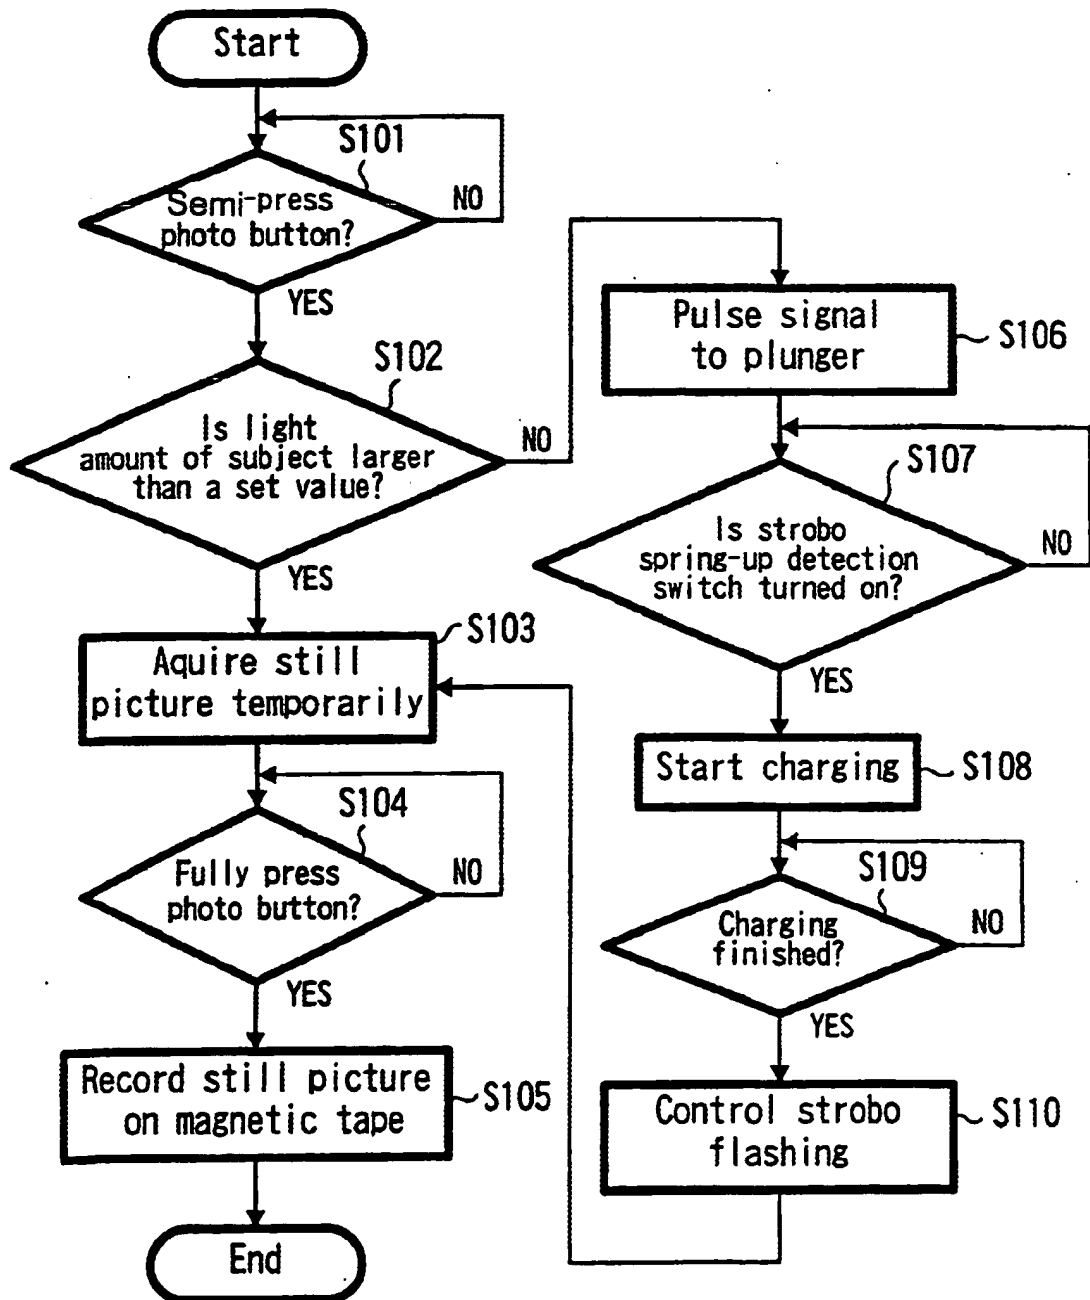 Start
S101
Semi-press
photo button?
NO
YES
S102
Is light
amount of subject larger
than a set value?
NO
YES
S103
Aquire still
picture temporarily
S104
Fully press
photo button?
NO
YES
Record still picture
on magnetic tape
S105
End
Pulse signal
to plunger
S106
S107
Is strobo
spring-up detection
switch turned on?
NO
YES
Start charging
S108
S109
Charging
finished?
NO
YES
Control strobo
flashing
S110